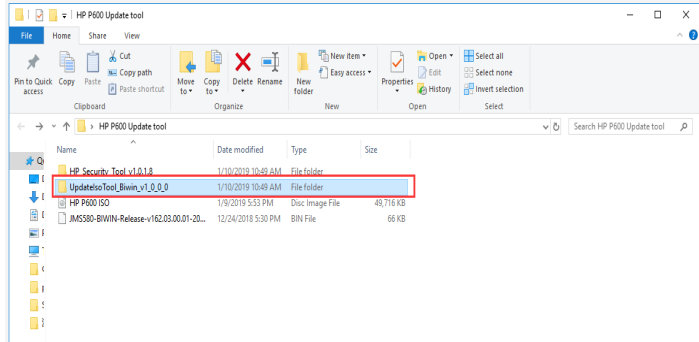 HP P600 Update tool
File Home Share View
Pin to Quick access
Copy
Paste
Cut
Copy path
Paste shortcut
Clipboard
Move to
Copy to
Delete
Rename
Organize
New folder
New item
Easy access
New
Properties
Open
Edit
History
Open
Select all
Select none
Invert selection
Select
HP P600 Update tool
Search HP P600 Update tool
Name Date modified Type Size
HP_Security_Tool_v1.0.1.8 1/10/2019 10:49 AM File folder
UpdateIsoTool_Biwin_v1_0_0_0 1/10/2019 10:49 AM File folder
HP P600 ISO 1/9/2019 5:53 PM Disc Image File 49,716 KB
JMS580-BIWIN-Release-v162.03.00.01-20... 12/24/2018 5:30 PM BIN File 66 KB